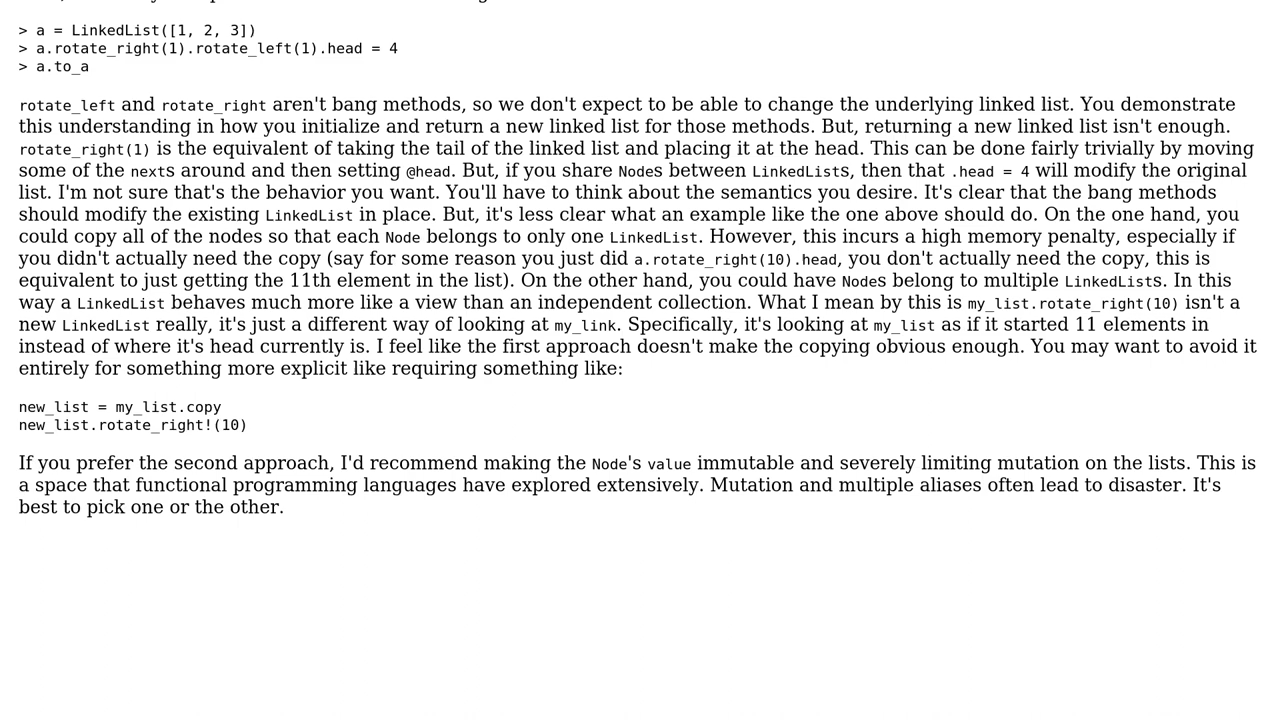 > a = LinkedList([1, 2, 3])
> a.rotate_right(1).rotate_left(1).head = 4
> a.to_a
rotate_left and rotate_right aren't bang methods, so we don't expect to be able to change the underlying linked list. You demonstrate
this understanding in how you initialize and return a new linked list for those methods. But, returning a new linked list isn't enough.
rotate_right(1) is the equivalent of taking the tail of the linked list and placing it at the head. This can be done fairly trivially by moving
some of the nexts around and then setting @head. But, if you share Nodes between LinkedLists, then that .head = 4 will modify the original
list. I'm not sure that's the behavior you want. You'll have to think about the semantics you desire. It's clear that the bang methods
should modify the existing LinkedList in place. But, it's less clear what an example like the one above should do. On the one hand, you
could copy all of the nodes so that each Node belongs to only one LinkedList. However, this incurs a high memory penalty, especially if
you didn't actually need the copy (say for some reason you just did a.rotate_right(10).head, you don't actually need the copy, this is
equivalent to just getting the 11th element in the list). On the other hand, you could have Nodes belong to multiple LinkedLists. In this
way a LinkedList behaves much more like a view than an independent collection. What I mean by this is my_list.rotate_right(10) isn't a
new LinkedList really, it's just a different way of looking at my_link. Specifically, it's looking at my_list as if it started 11 elements in
instead of where it's head currently is. I feel like the first approach doesn't make the copying obvious enough. You may want to avoid it
entirely for something more explicit like requiring something like:
new_list = my_list.copy
new_list.rotate_right!(10)
If you prefer the second approach, I'd recommend making the Node's value immutable and severely limiting mutation on the lists. This is
a space that functional programming languages have explored extensively. Mutation and multiple aliases often lead to disaster. It's
best to pick one or the other.